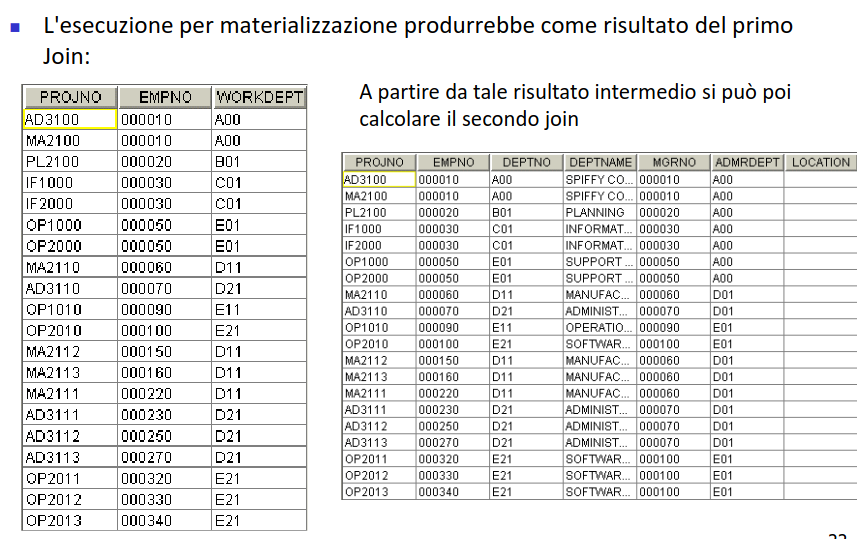 L'esecuzione per materializzazione produrrebbe come risultato del primo
Join:
PROJNO EMPNO WORKDEPT
AD3100 000010 A00
MA2100 000010 A00
PL2100 000020 B01
IF1000 000030 C01
IF2000 000030 C01
OP1000 000050 E01
OP2000 000050 E01
MA2110 000060 D11
AD3110 000070 D21
OP1010 000090 E11
OP2010 000100 E21
MA2112 000150 D11
MA2113 000160 D11
MA2111 000220 D11
AD3111 000230 D21
AD3112 000250 D21
AD3113 000270 D21
OP2011 000320 E21
OP2012 000330 E21
OP2013 000340 E21
A partire da tale risultato intermedio si può poi
calcolare il secondo join
PROJNO EMPNO DEPTNO DEPTNAME MGRNO ADMRDEPT LOCATION
AD3100 000010 A00 SPIFFY CO... 000010 A00
MA2100 000010 A00 SPIFFY CO... 000010 A00
PL2100 000020 B01 PLANNING 000020 A00
IF1000 000030 C01 INFORMAT... 000030 A00
IF2000 000030 C01 INFORMAT... 000030 A00
OP1000 000050 E01 SUPPORT ... 000050 A00
OP2000 000050 E01 SUPPORT ... 000050 A00
MA2110 000060 D11 MANUFAC... 000060 D01
AD3110 000070 D21 ADMINIST... 000070 D01
OP1010 000090 E11 OPERATIO... 000090 E01
OP2010 000100 E21 SOFTWAR... 000100 E01
MA2112 000150 D11 MANUFAC... 000060 D01
MA2113 000160 D11 MANUFAC... 000060 D01
MA2111 000220 D11 MANUFAC... 000060 D01
AD3111 000230 D21 ADMINIST... 000070 D01
AD3112 000250 D21 ADMINIST... 000070 D01
AD3113 000270 D21 ADMINIST... 000070 D01
OP2011 000320 E21 SOFTWAR... 000100 E01
OP2012 000330 E21 SOFTWAR... 000100 E01
OP2013 000340 E21 SOFTWAR... 000100 E01